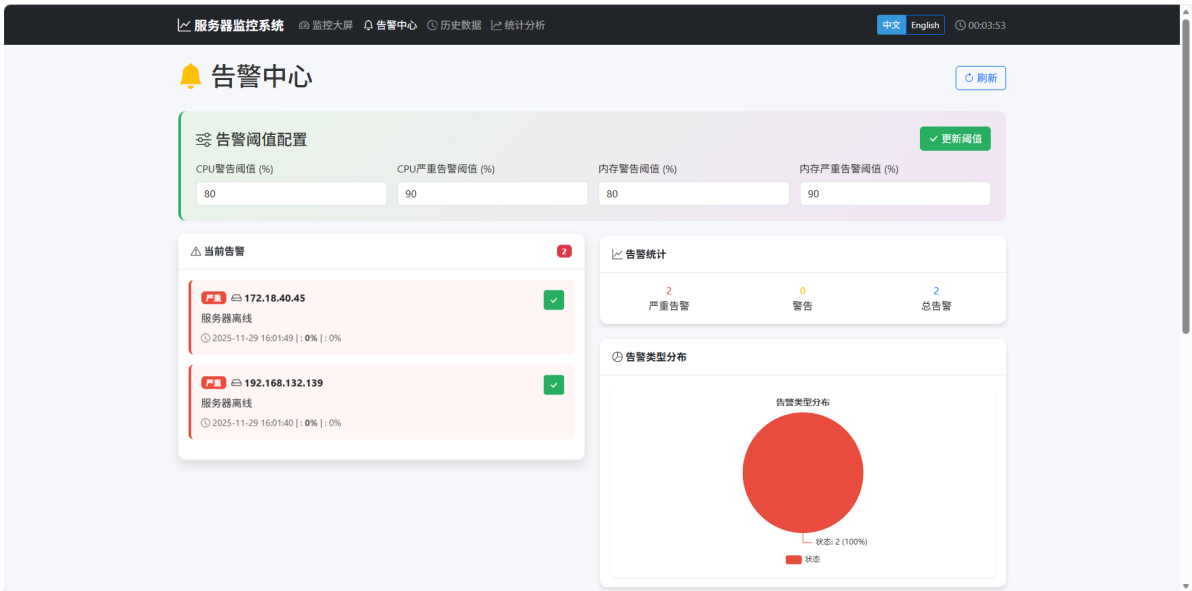 服务器监控系统 监控大屏 告警中心 历史数据 统计分析 中文 English 00:03:53
告警中心 刷新
告警阈值配置 更新阈值
CPU警告阈值 (%) CPU严重告警阈值 (%) 内存警告阈值 (%) 内存严重告警阈值 (%)
80 90 80 90
当前告警 2
严重 172.18.40.45
服务器离线
2025-11-29 16:01:49 | : 0% | : 0%
严重 192.168.132.139
服务器离线
2025-11-29 16:01:40 | : 0% | : 0%
告警统计
2 0 2
严重告警 警告 总告警
告警类型分布
告警类型分布
状态: 2 (100%)
状态